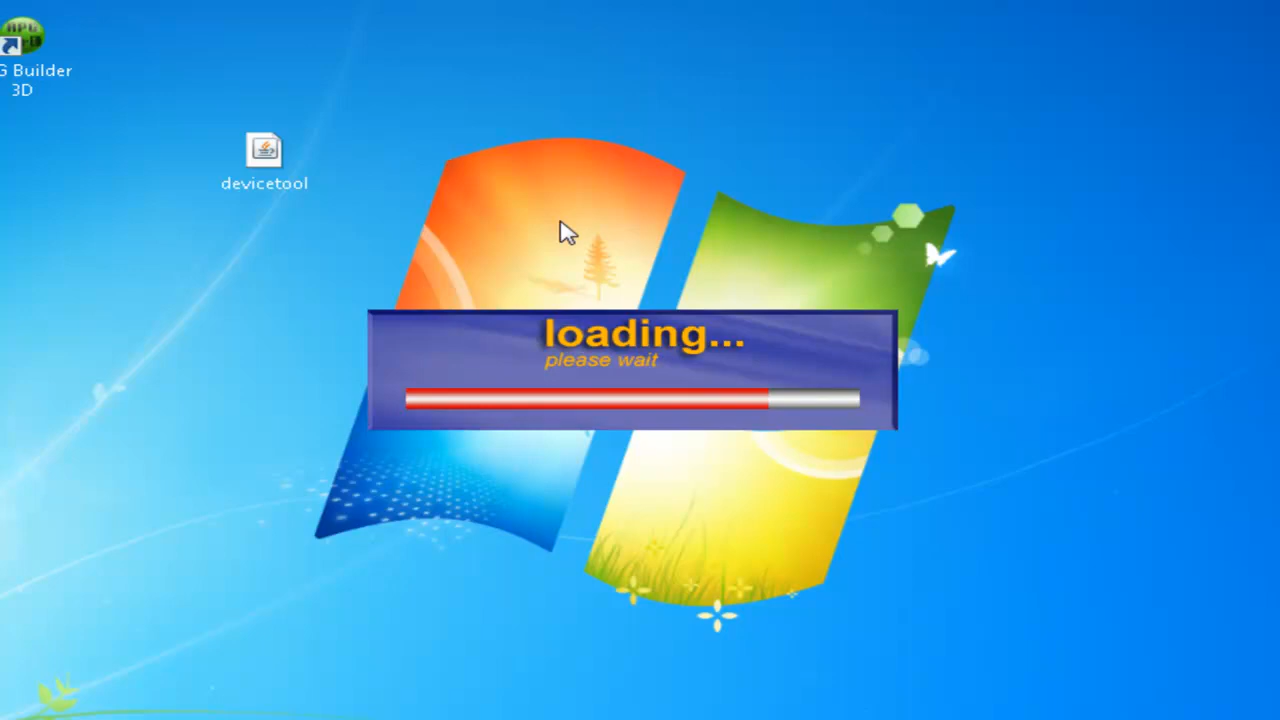 G Builder
3D
devicetool
loading...
please wait